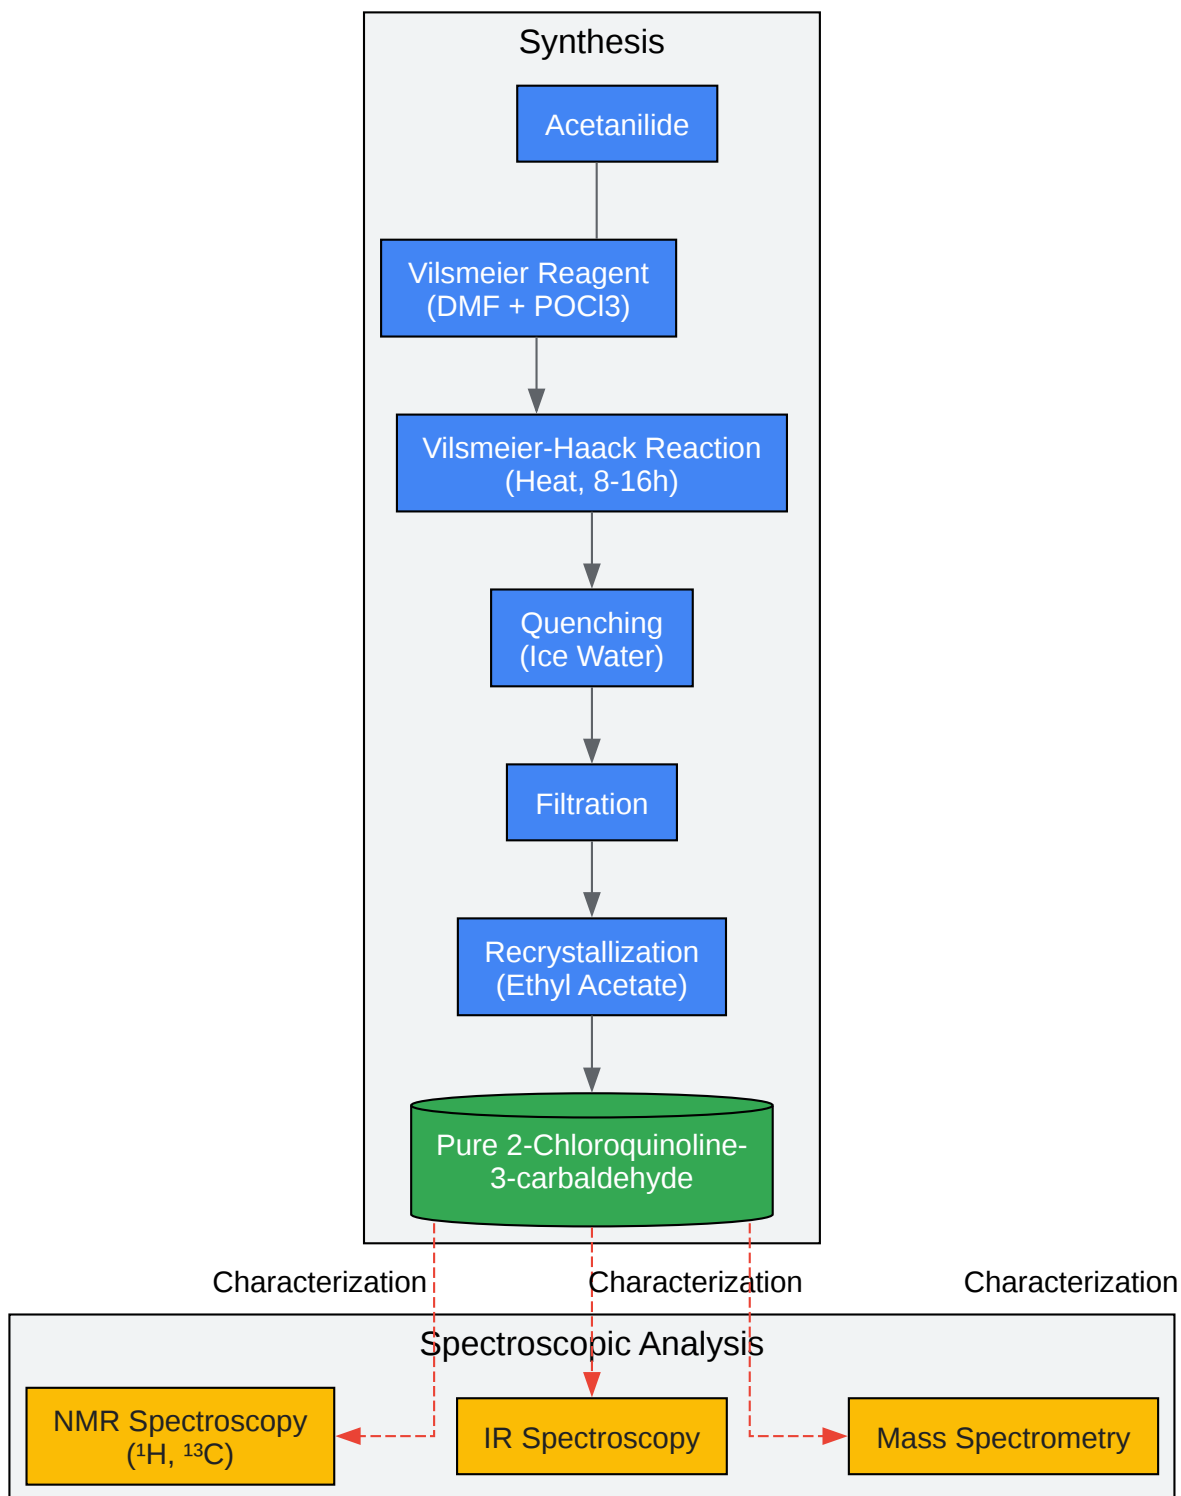 Synthesis
Acetanilide
Vilsmeier Reagent
(DMF + POCl3)
Vilsmeier-Haack Reaction
(Heat, 8-16h)
Quenching
(Ice Water)
Filtration
Recrystallization
(Ethyl Acetate)
Pure 2-Chloroquinoline-
3-carbaldehyde
Characterization
Characterization
Characterization
Spectroscopic Analysis
NMR Spectroscopy
(¹H, ¹³C)
IR Spectroscopy
Mass Spectrometry